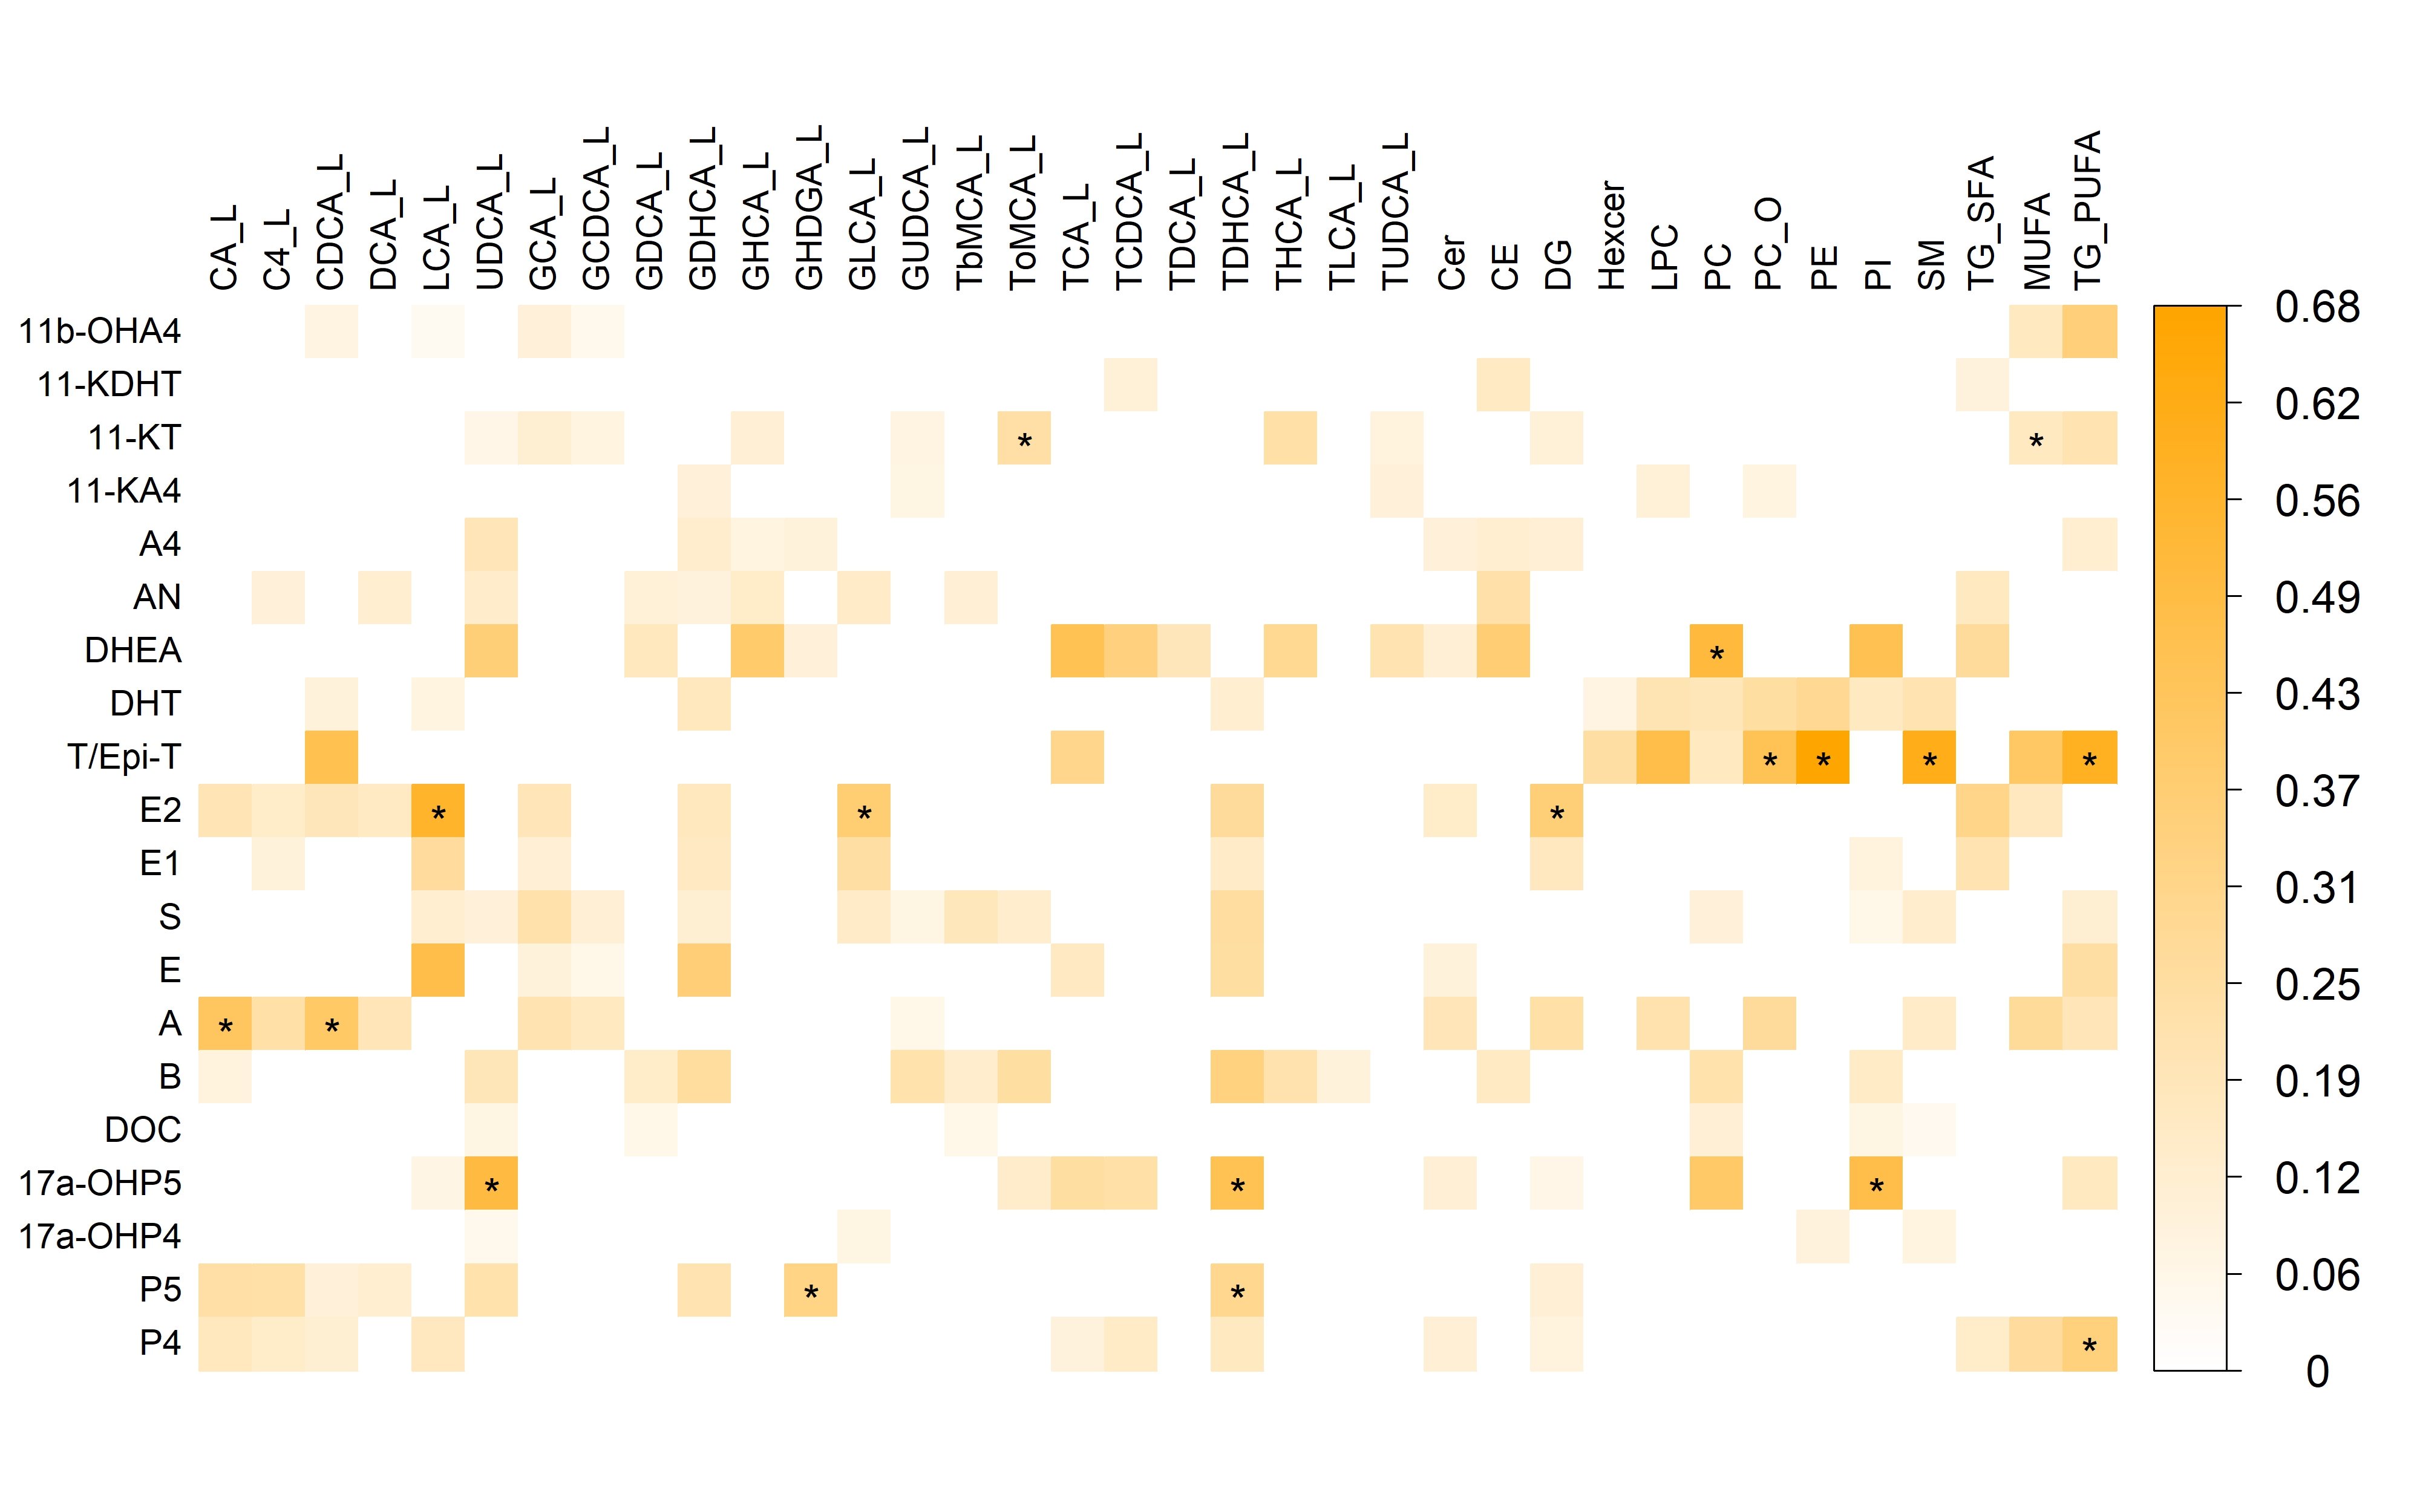 CA_L
C4_L
CDCA_L
DCA_L
LCA_L
UDCA_L
GCA_L
GCDCA_L
GDCA_L
GDHCA_L
GHCA_L
GHDGA_L
GLCA_L
GUDCA_L
TbMCA_L
ToMCA_L
TCA_L
TCDCA_L
TDCA_L
TDHCA_L
THCA_L
TLCA_L
TUDCA_L
Cer
CE
DG
Hexcer
LPC
PC
PC_O
PE
PI
SM
TG_SFA
MUFA
TG_PUFA
11b-OHA4
11-KDHT
11-KT * *
11-KA4
A4
AN
DHEA *
DHT
T/Epi-T * * * *
E2 * * *
E1
S
E
A * *
B
DOC
17a-OHP5 * * *
17a-OHP4
P5 * *
P4 *
0.68
0.62
0.56
0.49
0.43
0.37
0.31
0.25
0.19
0.12
0.06
0